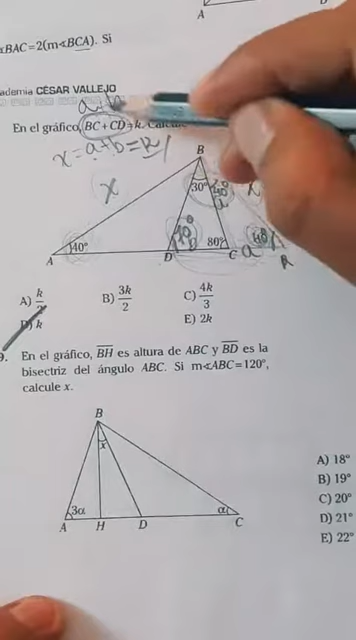 A
BAC=2(m∢BCA). Si
ademia CÉSAR VALLEJO
a+b
En el gráfico, BC+CD=k.
x=a+b=k
B
x
30°
40°
80°
A
D
C
a
A) k
B) 3k/2
C) 4k/3
D) k
E) 2k
9. En el gráfico, BH es altura de ABC y BD es la
bisectriz del ángulo ABC. Si m∢ABC=120°,
calcule x.
B
x
3α
α
A
H
D
C
A) 18°
B) 19°
C) 20°
D) 21°
E) 22°